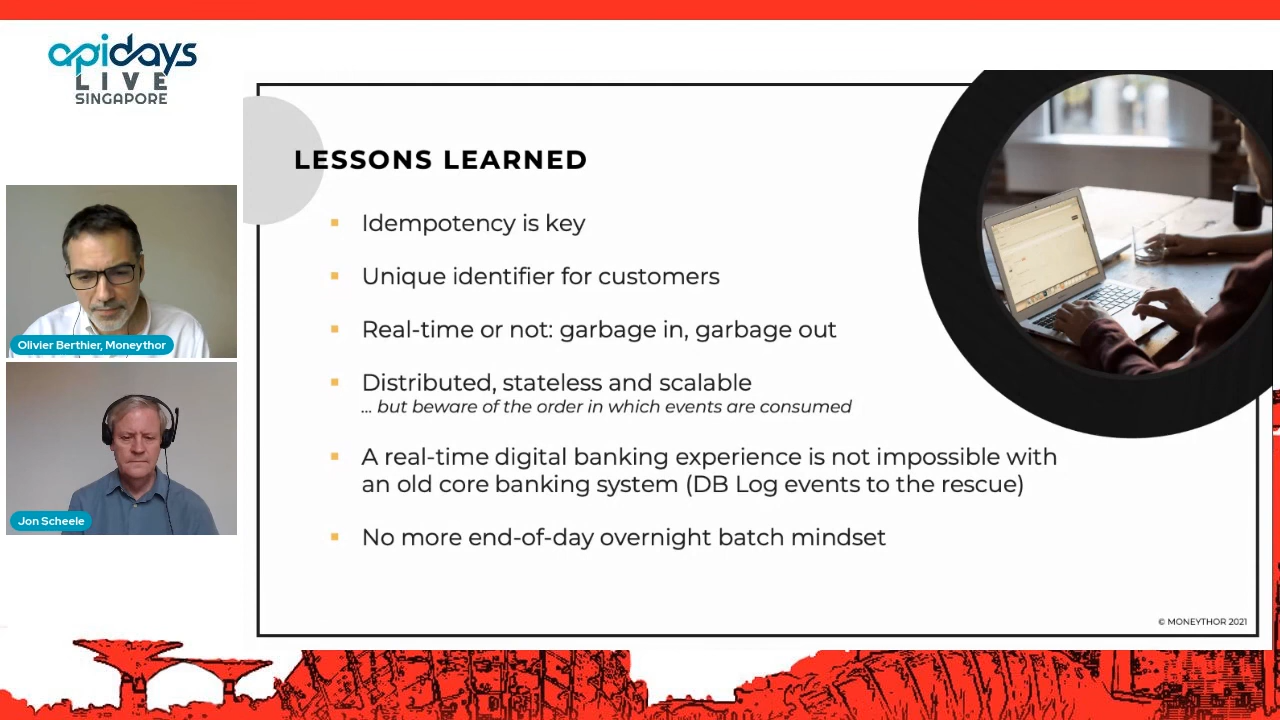 apidays
LIVE
SINGAPORE
LESSONS LEARNED
Idempotency is key
Unique identifier for customers
Real-time or not: garbage in, garbage out
Distributed, stateless and scalable
... but beware of the order in which events are consumed
A real-time digital banking experience is not impossible with
an old core banking system (DB Log events to the rescue)
No more end-of-day overnight batch mindset
© MONEYTHOR 2021
Olivier Berthier, Moneythor
Jon Scheele